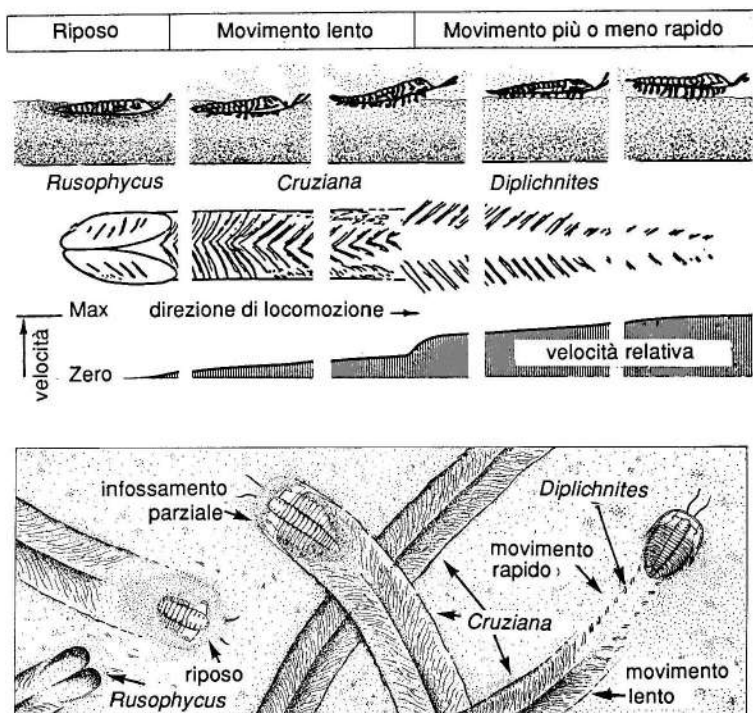 Riposo
Movimento lento
Movimento più o meno rapido
Rusophycus
Cruziana
Diplichnites
Max
direzione di locomozione
velocità
velocità relativa
Zero
infossamento
parziale
Diplichnites
movimento
rapido
Cruziana
riposo
Rusophycus
movimento
lento